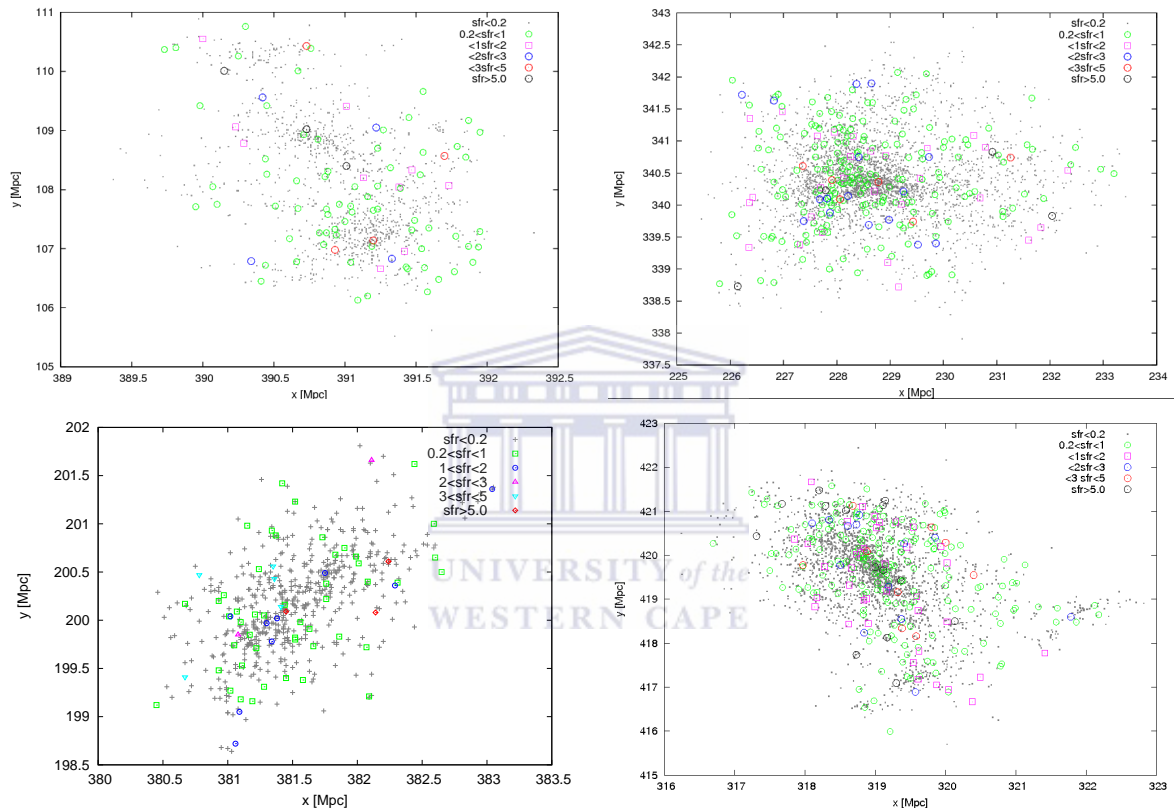 111
110
109
108
107
106
105
389
389.5
390
390.5
391
391.5
392
392.5
x [Mpc]
y [Mpc]
sfr<0.2
0.2<sfr<1
<1sfr<2
<2sfr<3
<3sfr<5
sfr>5.0
343
342.5
342
341.5
341
340.5
340
339.5
339
338.5
338
337.5
225
226
227
228
229
230
231
232
233
234
x [Mpc]
y [Mpc]
sfr<0.2
0.2<sfr<1
<1sfr<2
<2sfr<3
<3sfr<5
sfr>5.0
202
201.5
201
200.5
200
199.5
199
198.5
380
380.5
381
381.5
382
382.5
383
383.5
x [Mpc]
y [Mpc]
sfr<0.2
0.2<sfr<1
1<sfr<2
2<sfr<3
3<sfr<5
sfr>5.0
423
422
421
420
419
418
417
416
415
316
317
318
319
320
321
322
323
x [Mpc]
y [Mpc]
sfr<0.2
0.2<sfr<1
<1sfr<2
<2sfr<3
<3 sfr<5
sfr>5.0
UNIVERSITY of the
WESTERN CAPE